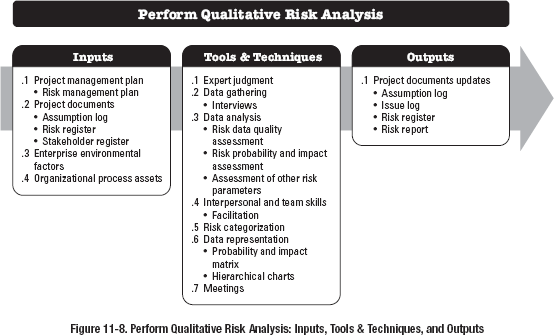 Perform Qualitative Risk Analysis
Inputs
.1 Project management plan
• Risk management plan
.2 Project documents
• Assumption log
• Risk register
• Stakeholder register
.3 Enterprise environmental
factors
.4 Organizational process assets
Tools & Techniques
.1 Expert judgment
.2 Data gathering
• Interviews
.3 Data analysis
• Risk data quality
assessment
• Risk probability and impact
assessment
• Assessment of other risk
parameters
.4 Interpersonal and team skills
• Facilitation
.5 Risk categorization
.6 Data representation
• Probability and impact
matrix
• Hierarchical charts
.7 Meetings
Outputs
.1 Project documents updates
• Assumption log
• Issue log
• Risk register
• Risk report
Figure 11-8. Perform Qualitative Risk Analysis: Inputs, Tools & Techniques, and Outputs